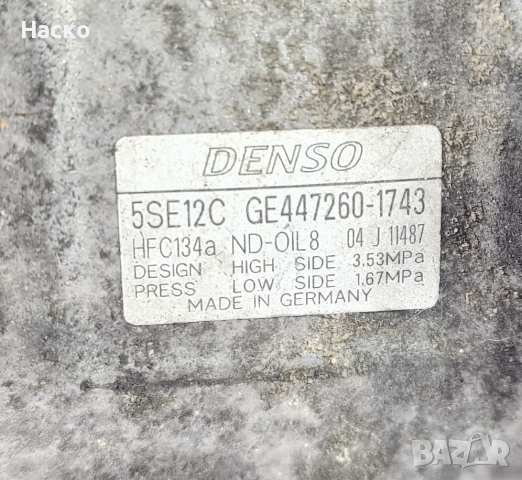 Наско
DENSO
5SE12C GE447260-1743
HFC134a ND-OIL8 04 J 11487
DESIGN HIGH SIDE 3.53MPa
PRESS LOW SIDE 1.67MPa
MADE IN GERMANY
BAZAR